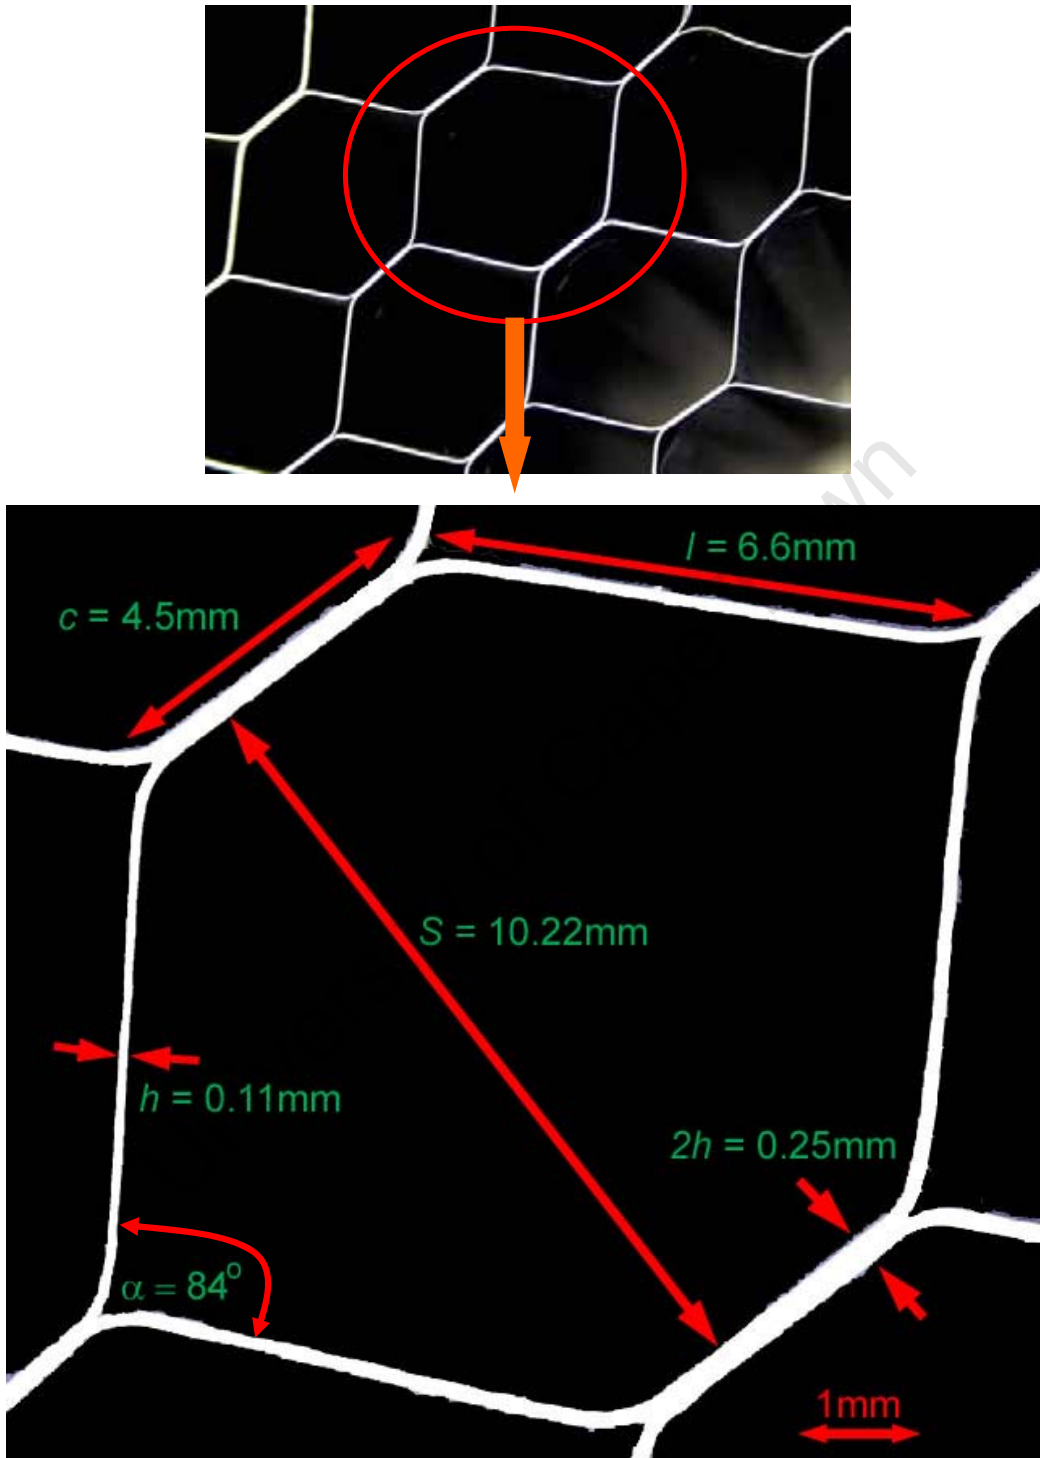 l = 6.6mm
c = 4.5mm
S = 10.22mm
h = 0.11mm
2h = 0.25mm
α = 84°
1mm